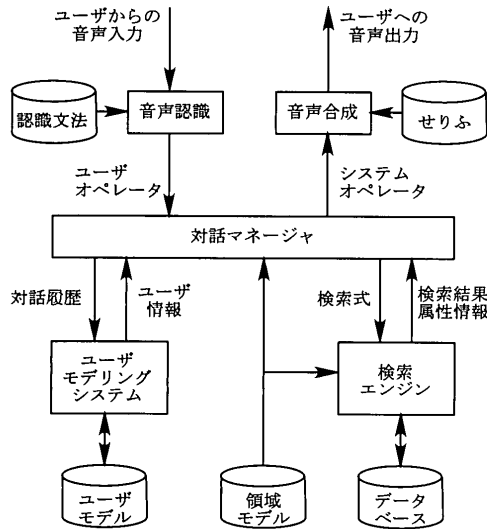 ユーザからの
音声入力
ユーザへの
音声出力
認識文法
音声認識
音声合成
せりふ
ユーザ
オペレータ
システム
オペレータ
対話マネージャ
対話履歴
ユーザ
情報
検索式
検索結果
属性情報
ユーザ
モデリング
システム
検索
エンジン
ユーザ
モデル
領域
モデル
データ
ベース